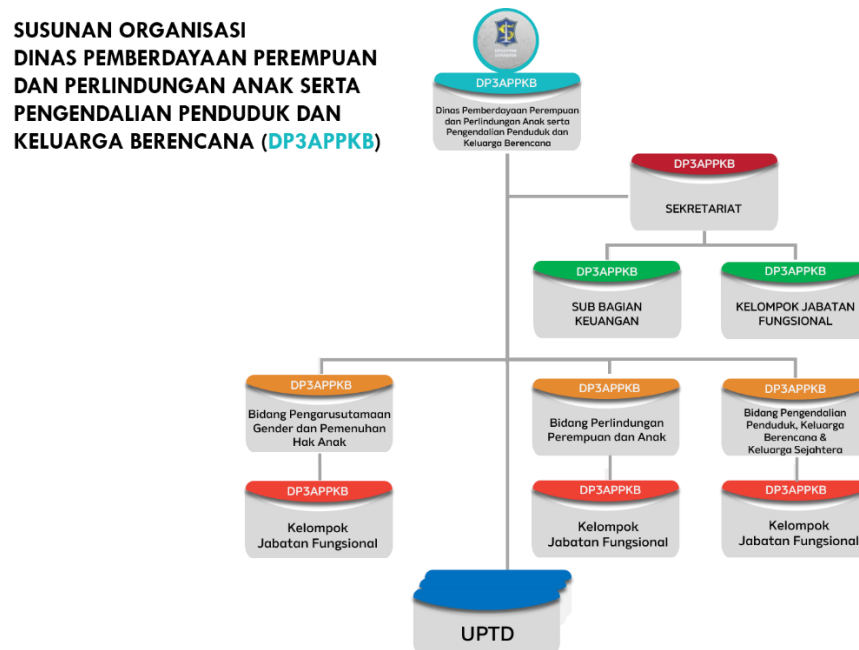 SUSUNAN ORGANISASI
DINAS PEMBERDAYAAN PEREMPUAN
DAN PERLINDUNGAN ANAK SERTA
PENGENDALIAN PENDUDUK DAN
KELUARGA BERENCANA (DP3APPKB)
DP3APPKB
Dinas Pemberdayaan Perempuan
dan Perlindungan Anak serta
Pengendalian Penduduk dan
Keluarga Berencana
DP3APPKB
SEKRETARIAT
DP3APPKB
SUB BAGIAN
KEUANGAN
DP3APPKB
KELOMPOK JABATAN
FUNGSIONAL
DP3APPKB
Bidang Pengarusutamaan
Gender dan Pemenuhan
Hak Anak
DP3APPKB
Bidang Perlindungan
Perempuan dan Anak
DP3APPKB
Bidang Pengendalian
Penduduk, Keluarga
Berencana &
Keluarga Sejahtera
DP3APPKB
Kelompok
Jabatan Fungsional
DP3APPKB
Kelompok
Jabatan Fungsional
DP3APPKB
Kelompok
Jabatan Fungsional
UPTD